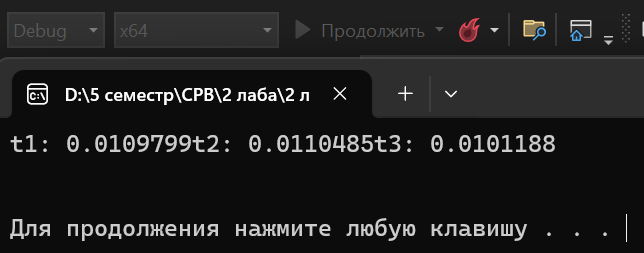 Debug x64 Продолжить
D:\5 семестр\СРВ\2 лаба\2 л
t1: 0.0109799t2: 0.0110485t3: 0.0101188
Для продолжения нажмите любую клавишу . . .